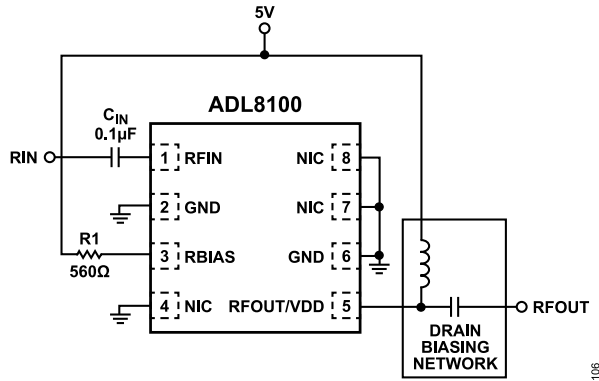 5V
ADL8100
CIN
0.1µF
RIN
1 RFIN
NIC 8
2 GND
NIC 7
R1
560Ω
3 RBIAS
GND 6
4 NIC
RFOUT/VDD 5
RFOUT
DRAIN
BIASING
NETWORK
106